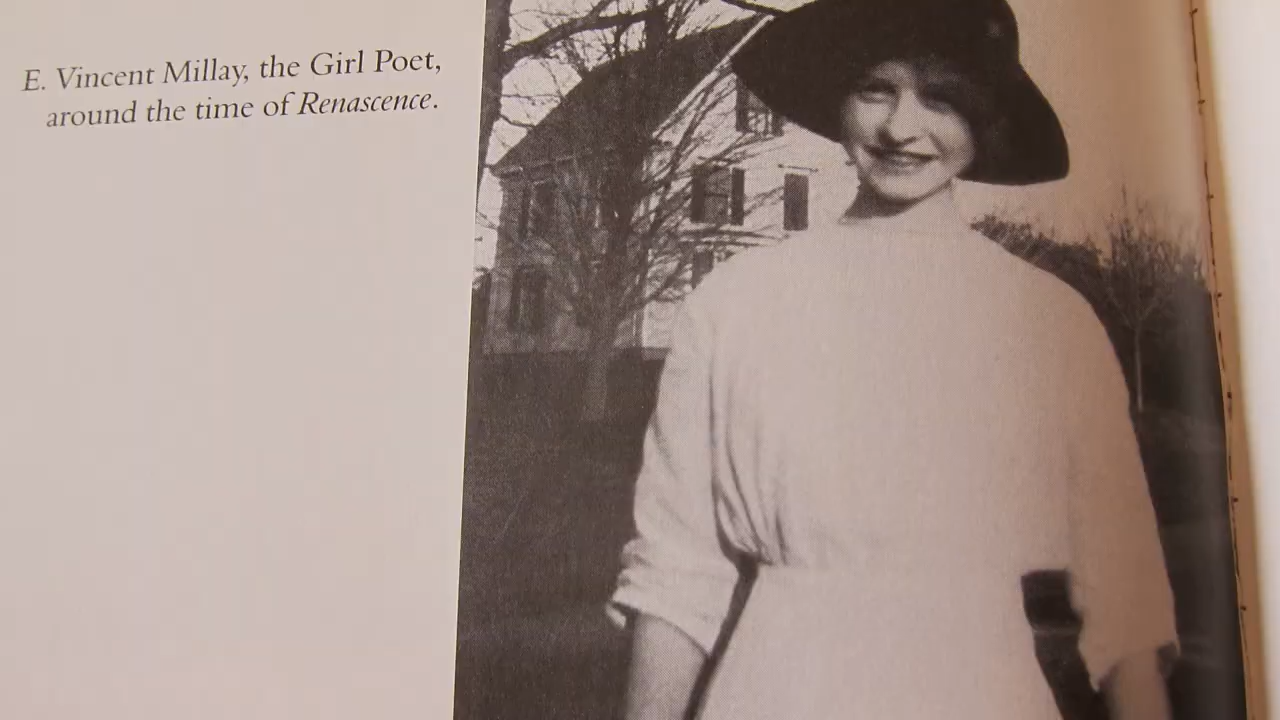 E. Vincent Millay, the Girl Poet,
around the time of Renascence.